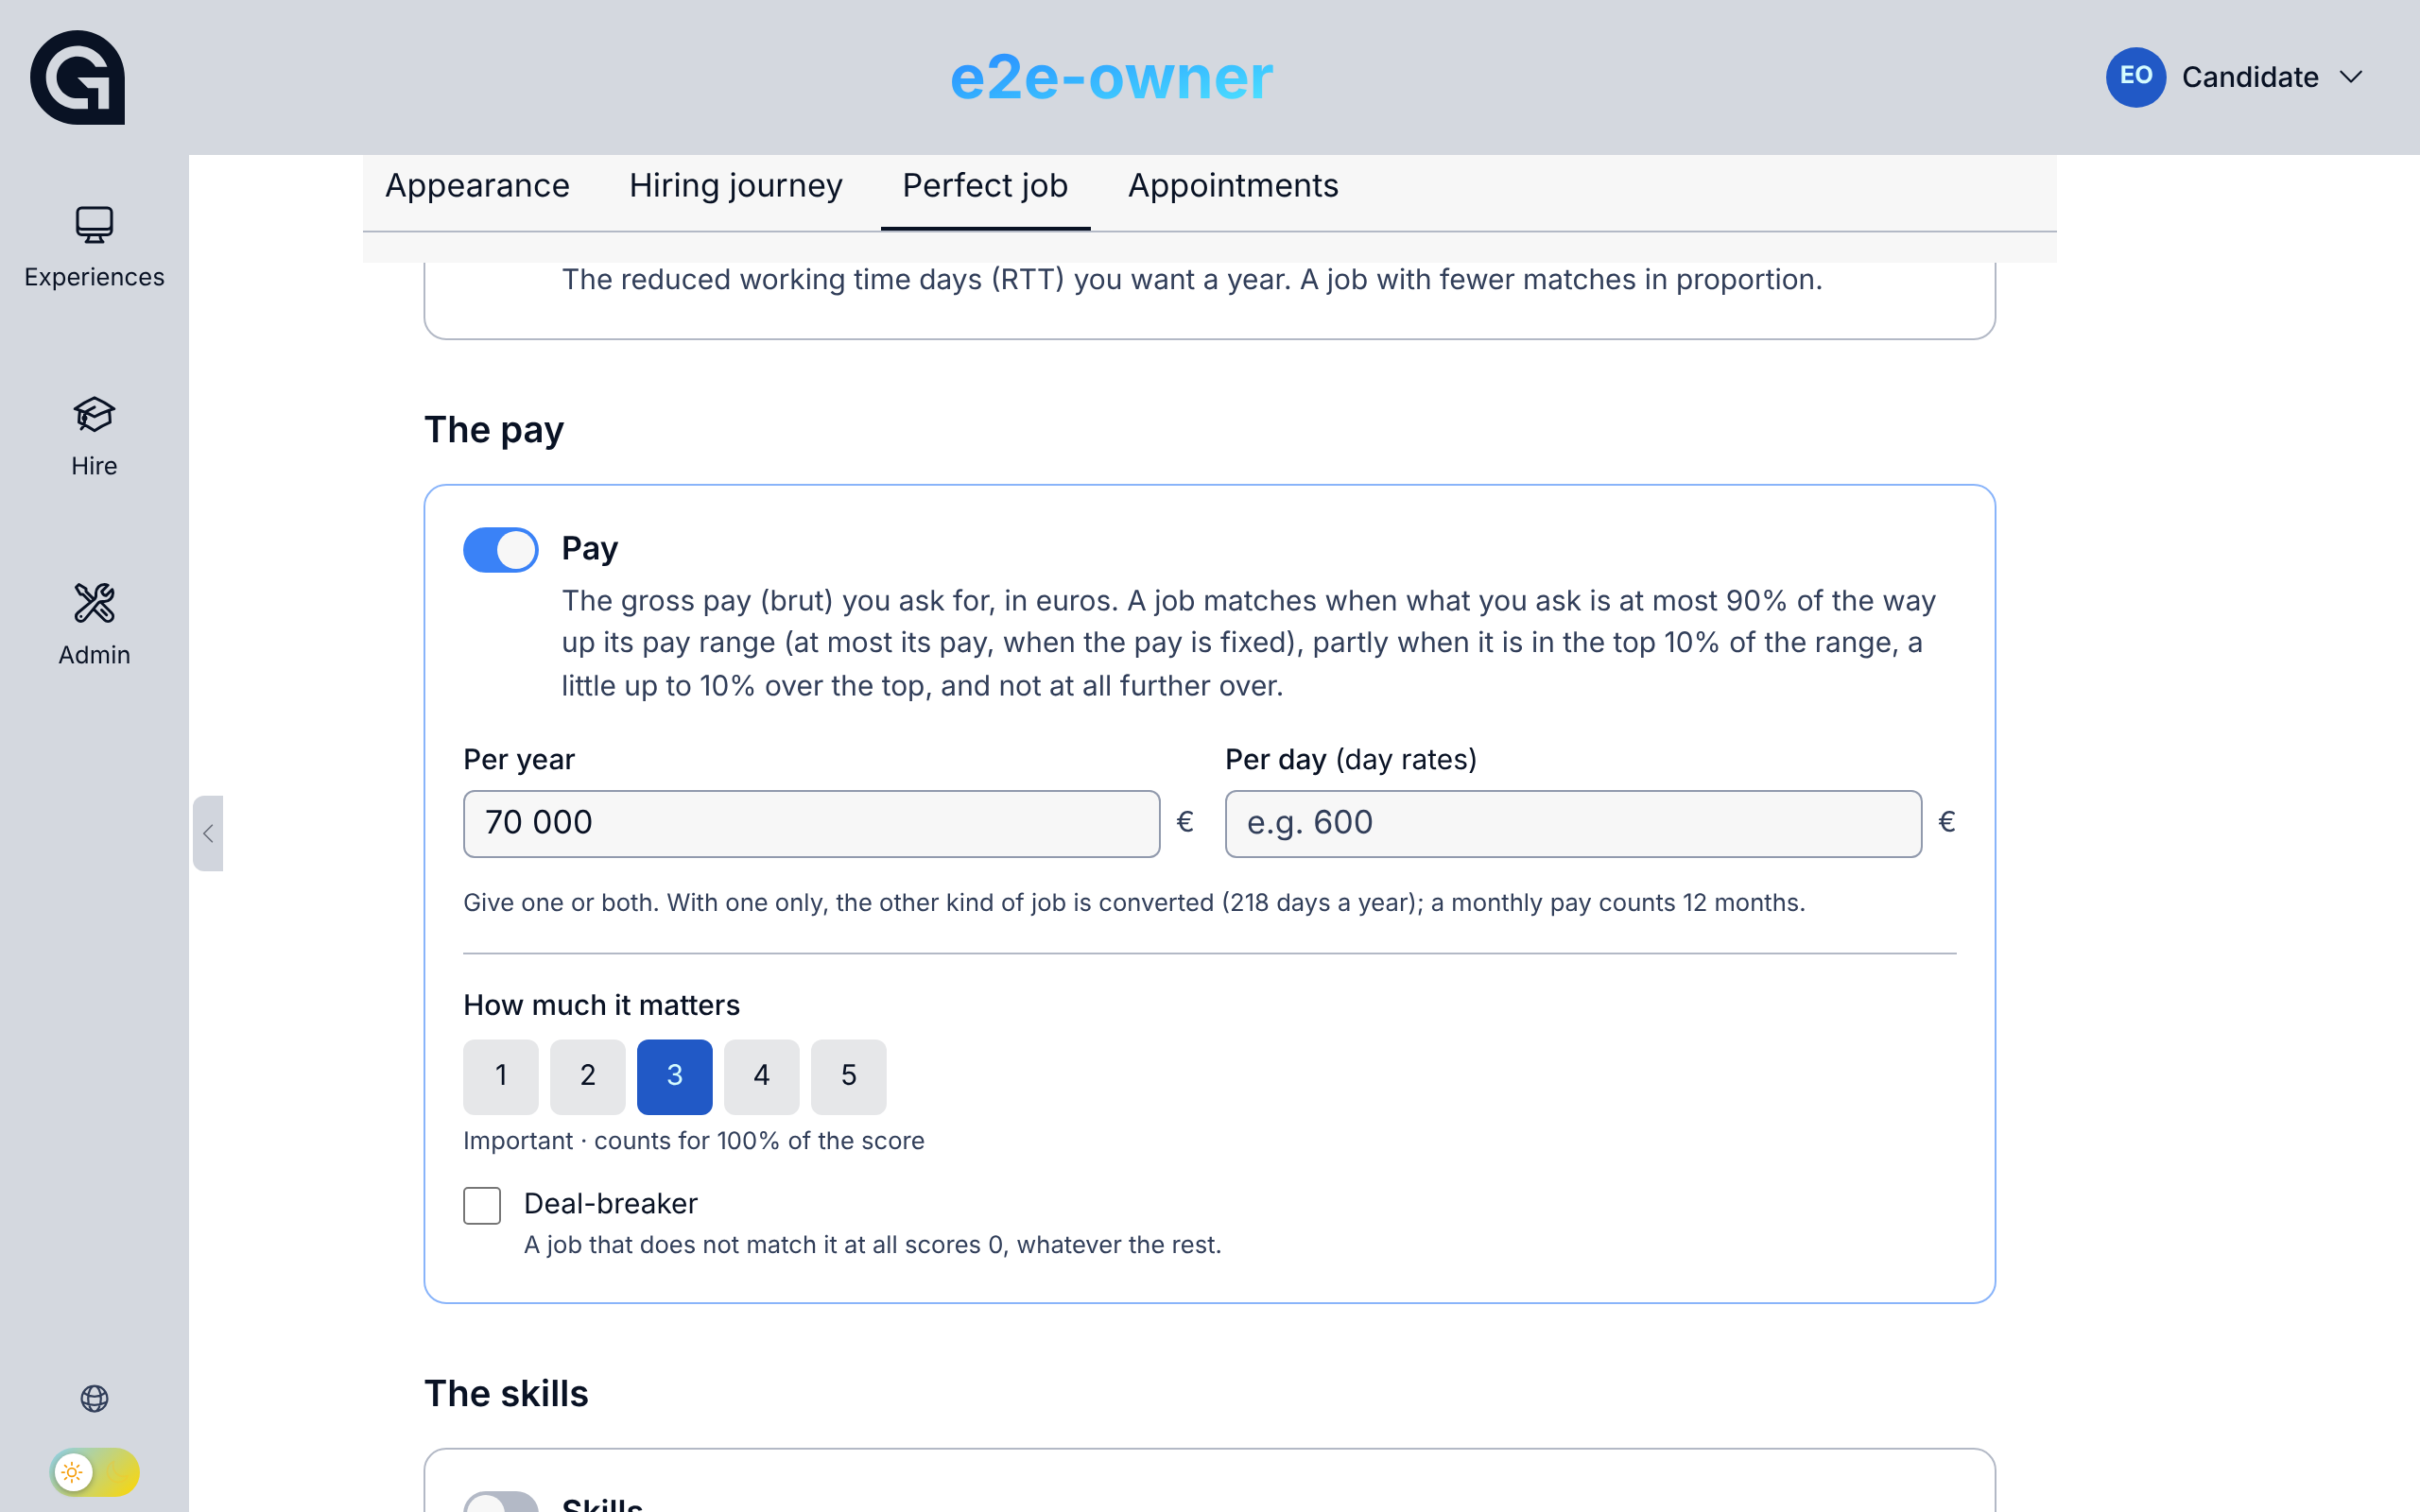 e2e-owner
EO Candidate
Appearance Hiring journey Perfect job Appointments
Experiences
Hire
Admin
The reduced working time days (RTT) you want a year. A job with fewer matches in proportion.
The pay
Pay
The gross pay (brut) you ask for, in euros. A job matches when what you ask is at most 90% of the way
up its pay range (at most its pay, when the pay is fixed), partly when it is in the top 10% of the range, a
little up to 10% over the top, and not at all further over.
Per year Per day (day rates)
70 000 € e.g. 600 €
Give one or both. With one only, the other kind of job is converted (218 days a year); a monthly pay counts 12 months.
How much it matters
1 2 3 4 5
Important · counts for 100% of the score
Deal-breaker
A job that does not match it at all scores 0, whatever the rest.
The skills
Skills